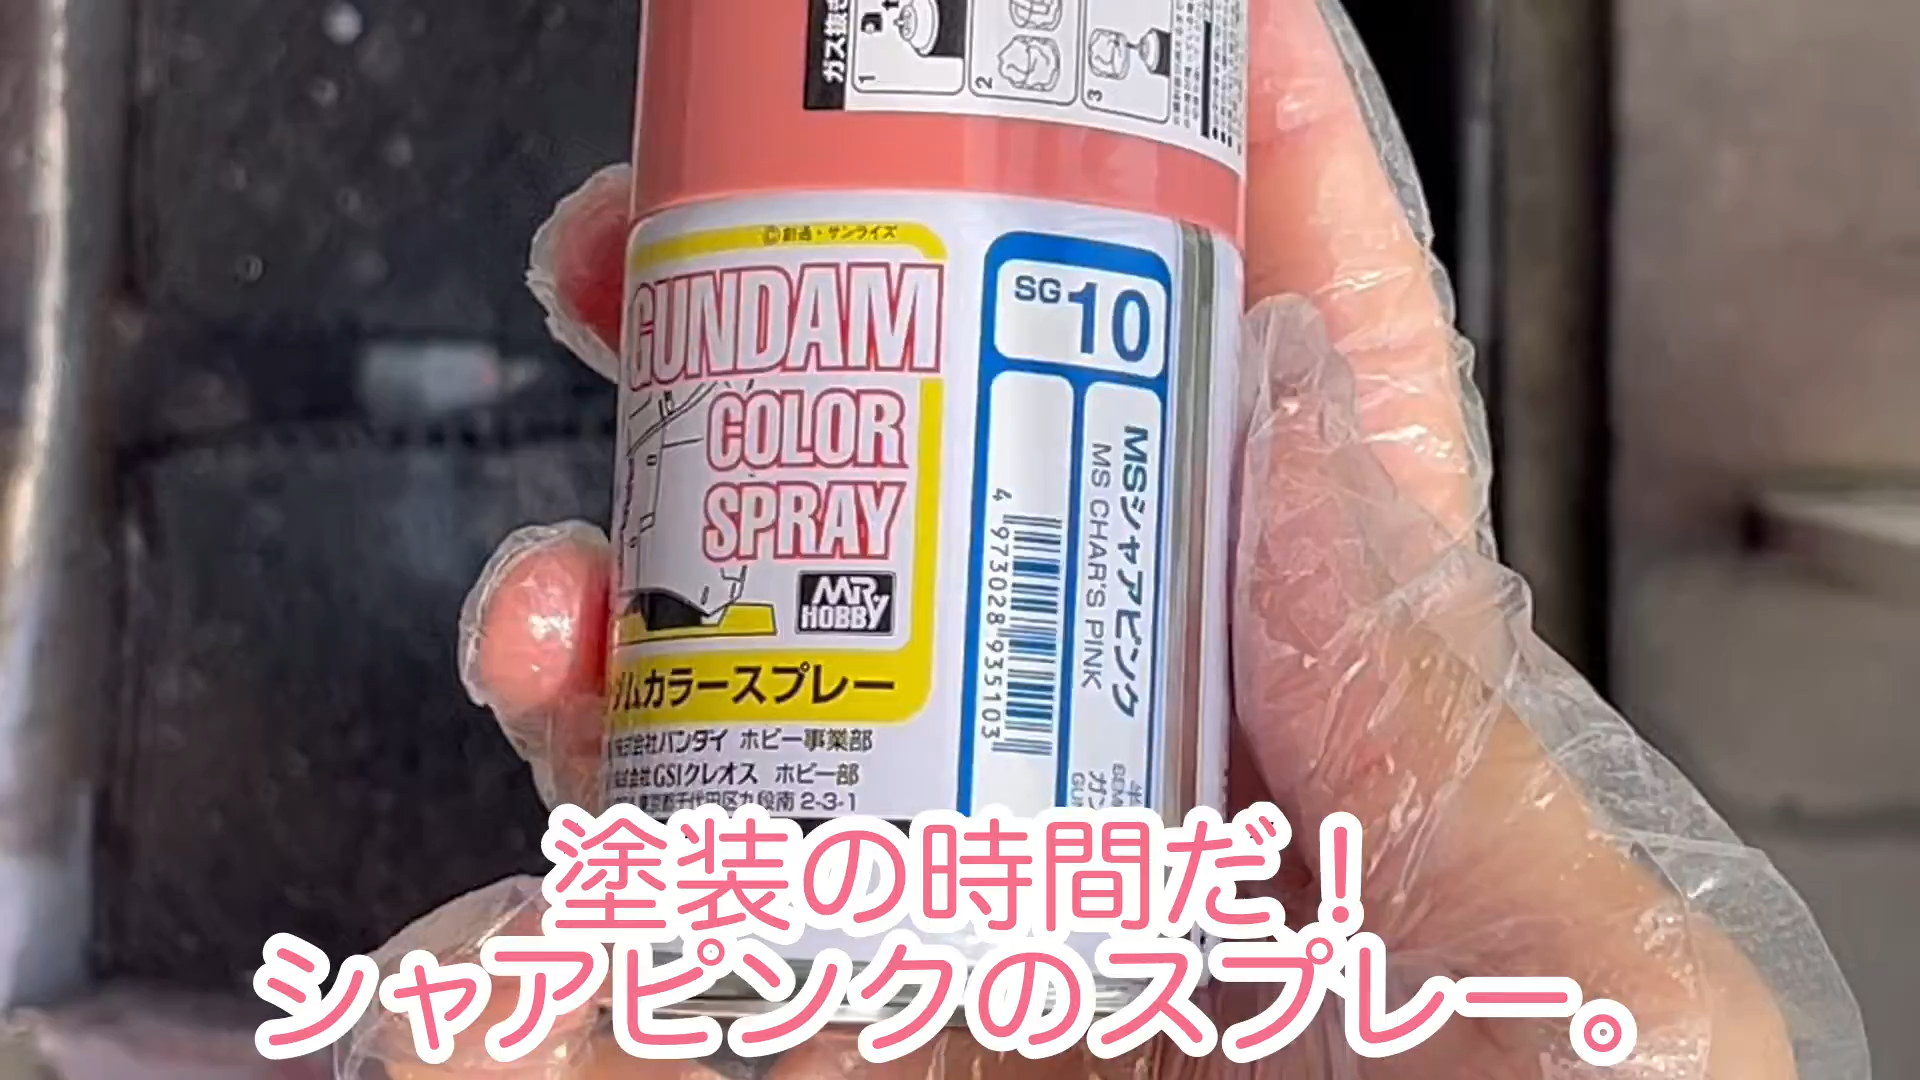 ガス抜き
1
2
3
©創通・サンライズ
GUNDAM
COLOR
SPRAY
MR
HOBBY
ムカラースプレー
株式会社バンダイ ホビー事業部
株式会社GSIクレオス ホビー部
東京都千代田区九段南 2-3-1
SG10
MSシャアピンク
MS CHAR'S PINK
4 973028 935103
塗装の時間だ！
シャアピンクのスプレー。